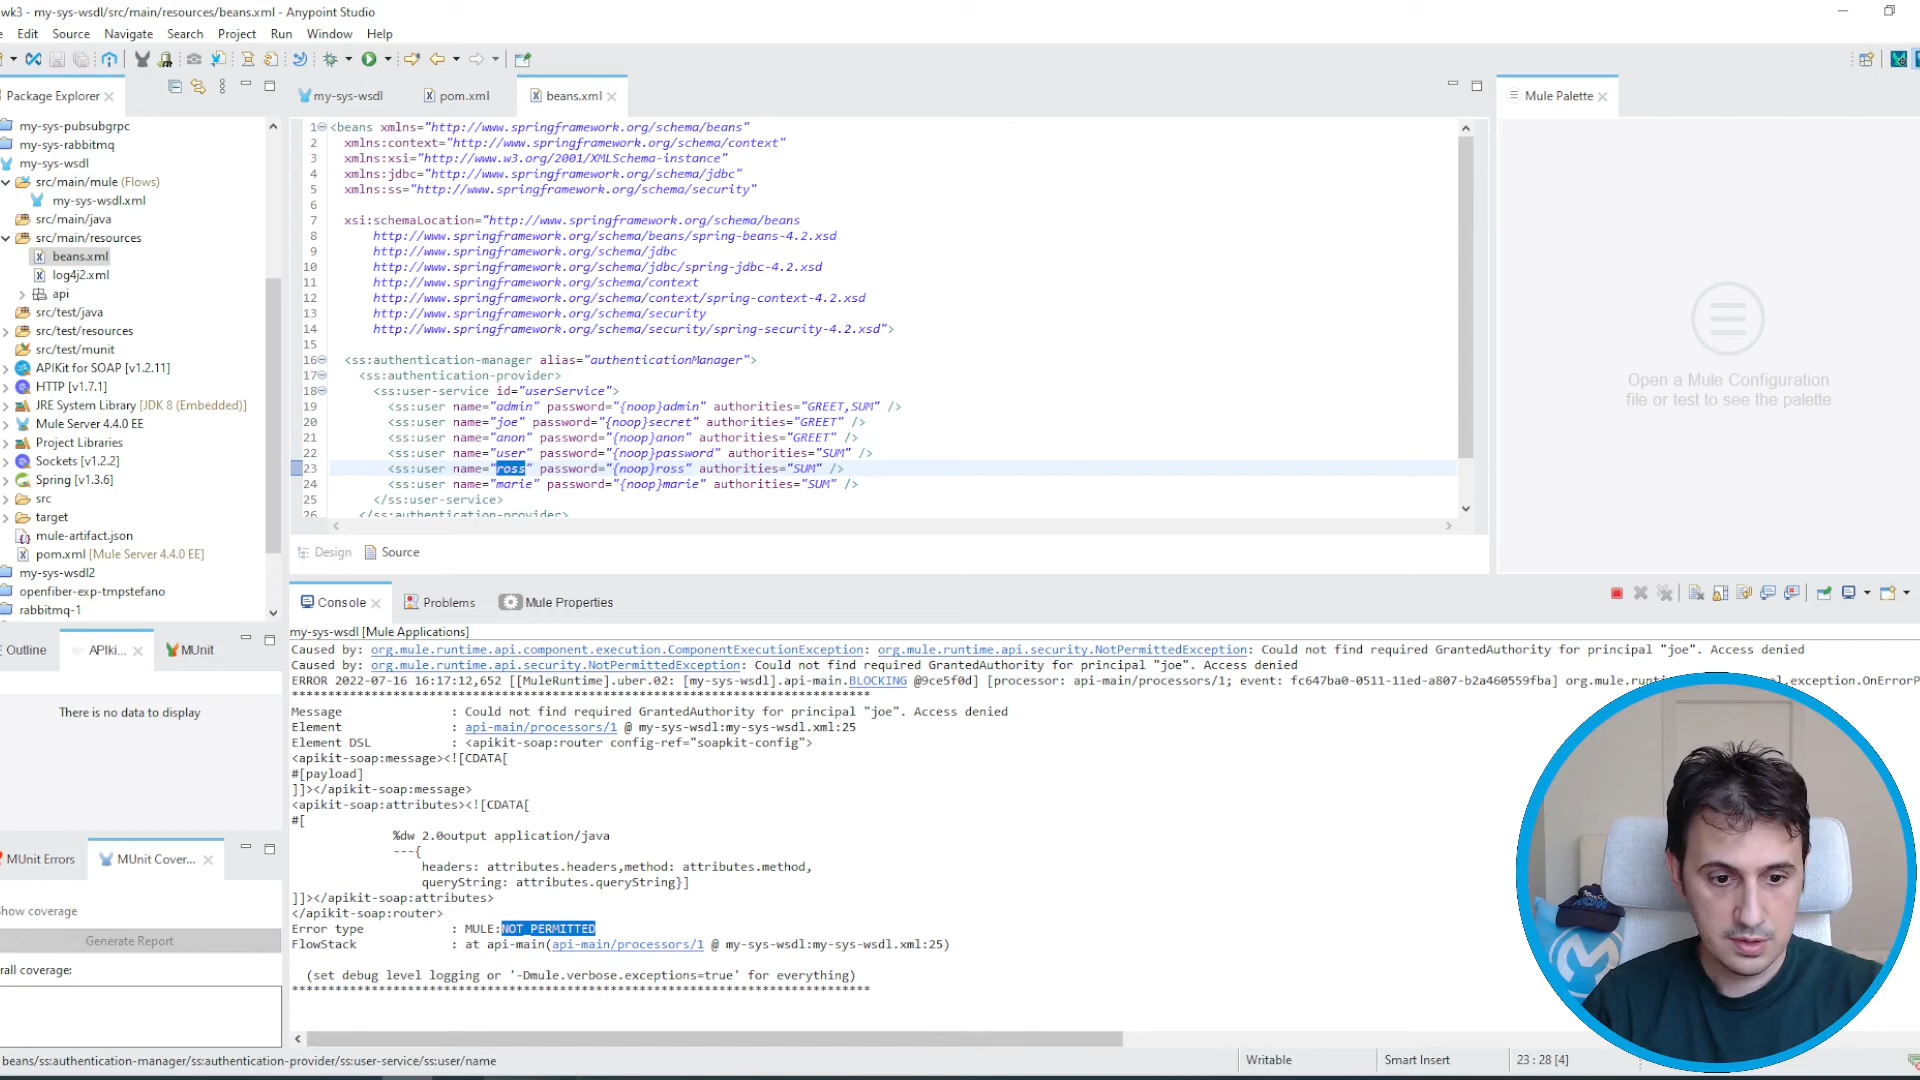 wk3 - my-sys-wsdl/src/main/resources/beans.xml - Anypoint Studio
Edit Source Navigate Search Project Run Window Help
Package Explorer
my-sys-pubsubgrpc
my-sys-rabbitmq
my-sys-wsdl
src/main/mule (Flows)
my-sys-wsdl.xml
src/main/java
src/main/resources
beans.xml
log4j2.xml
api
src/test/java
src/test/resources
src/test/munit
APIKit for SOAP [v1.2.11]
HTTP [v1.7.1]
JRE System Library [JDK 8 (Embedded)]
Mule Server 4.4.0 EE
Project Libraries
Sockets [v1.2.2]
Spring [v1.3.6]
src
target
mule-artifact.json
pom.xml [Mule Server 4.4.0 EE]
my-sys-wsdl2
openfiber-exp-tmpstefano
rabbitmq-1
my-sys-wsdl pom.xml beans.xml
1 <beans xmlns="http://www.springframework.org/schema/beans"
2 xmlns:context="http://www.springframework.org/schema/context"
3 xmlns:xsi="http://www.w3.org/2001/XMLSchema-instance"
4 xmlns:jdbc="http://www.springframework.org/schema/jdbc"
5 xmlns:ss="http://www.springframework.org/schema/security"
6
7 xsi:schemaLocation="http://www.springframework.org/schema/beans
8 http://www.springframework.org/schema/beans/spring-beans-4.2.xsd
9 http://www.springframework.org/schema/jdbc
10 http://www.springframework.org/schema/jdbc/spring-jdbc-4.2.xsd
11 http://www.springframework.org/schema/context
12 http://www.springframework.org/schema/context/spring-context-4.2.xsd
13 http://www.springframework.org/schema/security
14 http://www.springframework.org/schema/security/spring-security-4.2.xsd">
15
16 <ss:authentication-manager alias="authenticationManager">
17 <ss:authentication-provider>
18 <ss:user-service id="userService">
19 <ss:user name="admin" password="{noop}admin" authorities="GREET,SUM" />
20 <ss:user name="joe" password="{noop}secret" authorities="GREET" />
21 <ss:user name="anon" password="{noop}anon" authorities="GREET" />
22 <ss:user name="user" password="{noop}password" authorities="SUM" />
23 <ss:user name="ross" password="{noop}ross" authorities="SUM" />
24 <ss:user name="marie" password="{noop}marie" authorities="SUM" />
25 </ss:user-service>
26 </ss:authentication-provider>
Design Source
Mule Palette
Open a Mule Configuration
file or test to see the palette
Outline APIki... MUnit
There is no data to display
MUnit Errors MUnit Cover...
how coverage
Generate Report
rall coverage:
Console Problems Mule Properties
my-sys-wsdl [Mule Applications]
Caused by: org.mule.runtime.api.component.execution.ComponentExecutionException: org.mule.runtime.api.security.NotPermittedException: Could not find required GrantedAuthority for principal "joe". Access denied
Caused by: org.mule.runtime.api.security.NotPermittedException: Could not find required GrantedAuthority for principal "joe". Access denied
ERROR 2022-07-16 16:17:12,652 [[MuleRuntime].uber.02: [my-sys-wsdl].api-main.BLOCKING @9ce5f0d] [processor: api-main/processors/1; event: fc647ba0-0511-11ed-a807-b2a460559fba]
********************************************************************************
Message : Could not find required GrantedAuthority for principal "joe". Access denied
Element : api-main/processors/1 @ my-sys-wsdl:my-sys-wsdl.xml:25
Element DSL : <apikit-soap:router config-ref="soapkit-config">
<apikit-soap:message><![CDATA[
#[payload]
]]></apikit-soap:message>
<apikit-soap:attributes><![CDATA[
#[
%dw 2.0output application/java
---{
headers: attributes.headers,method: attributes.method,
queryString: attributes.queryString}]
]]></apikit-soap:attributes>
</apikit-soap:router>
Error type : MULE:NOT_PERMITTED
FlowStack : at api-main(api-main/processors/1 @ my-sys-wsdl:my-sys-wsdl.xml:25)
(set debug level logging or '-Dmule.verbose.exceptions=true' for everything)
********************************************************************************
beans/ss:authentication-manager/ss:authentication-provider/ss:user-service/ss:user/name
Writable Smart Insert 23 : 28 [4]